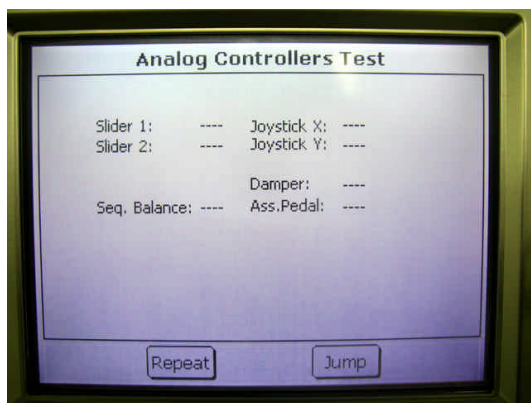 Analog Controllers Test
Slider 1: ---- Joystick X: ----
Slider 2: ---- Joystick Y: ----
Damper: ----
Seq. Balance: ---- Ass.Pedal: ----
Repeat Jump